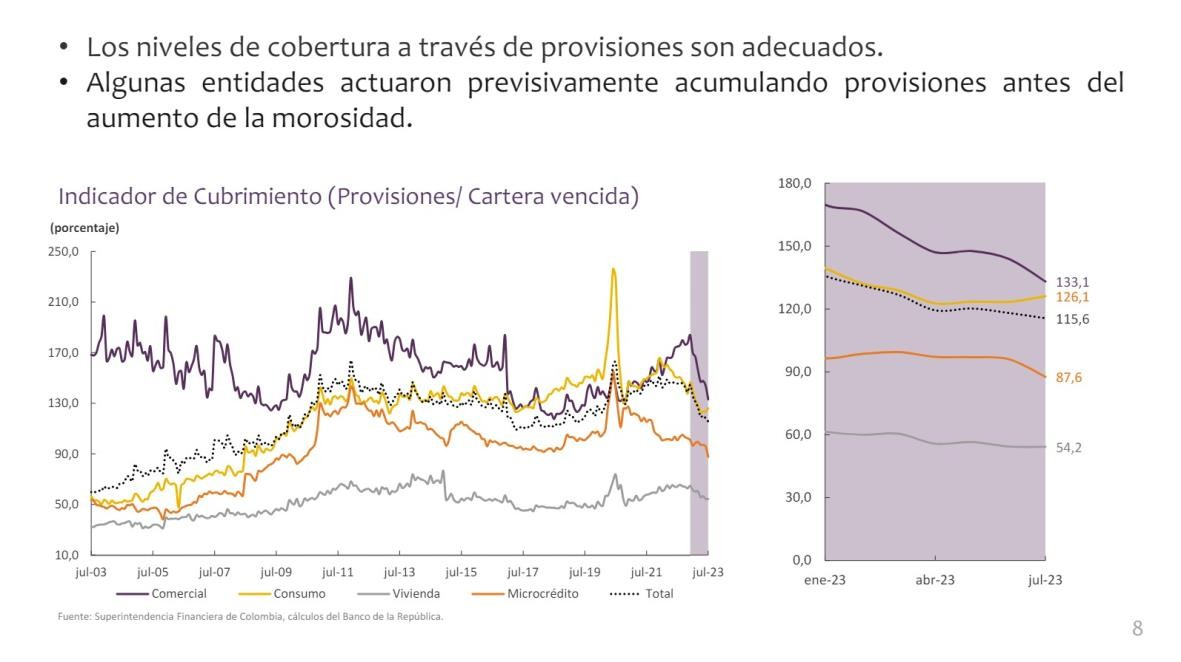 • Los niveles de cobertura a través de provisiones son adecuados.
• Algunas entidades actuaron previsivamente acumulando provisiones antes del
aumento de la morosidad.
Indicador de Cubrimiento (Provisiones/ Cartera vencida)
(porcentaje)
250,0
210,0
170,0
130,0
90,0
50,0
10,0
jul-03 jul-05 jul-07 jul-09 jul-11 jul-13 jul-15 jul-17 jul-19 jul-21 jul-23
Comercial Consumo Vivienda Microcrédito Total
180,0
150,0
120,0
90,0
60,0
30,0
0,0
133,1
126,1
115,6
87,6
54,2
ene-23 abr-23 jul-23
Fuente: Superintendencia Financiera de Colombia, cálculos del Banco de la República.
8